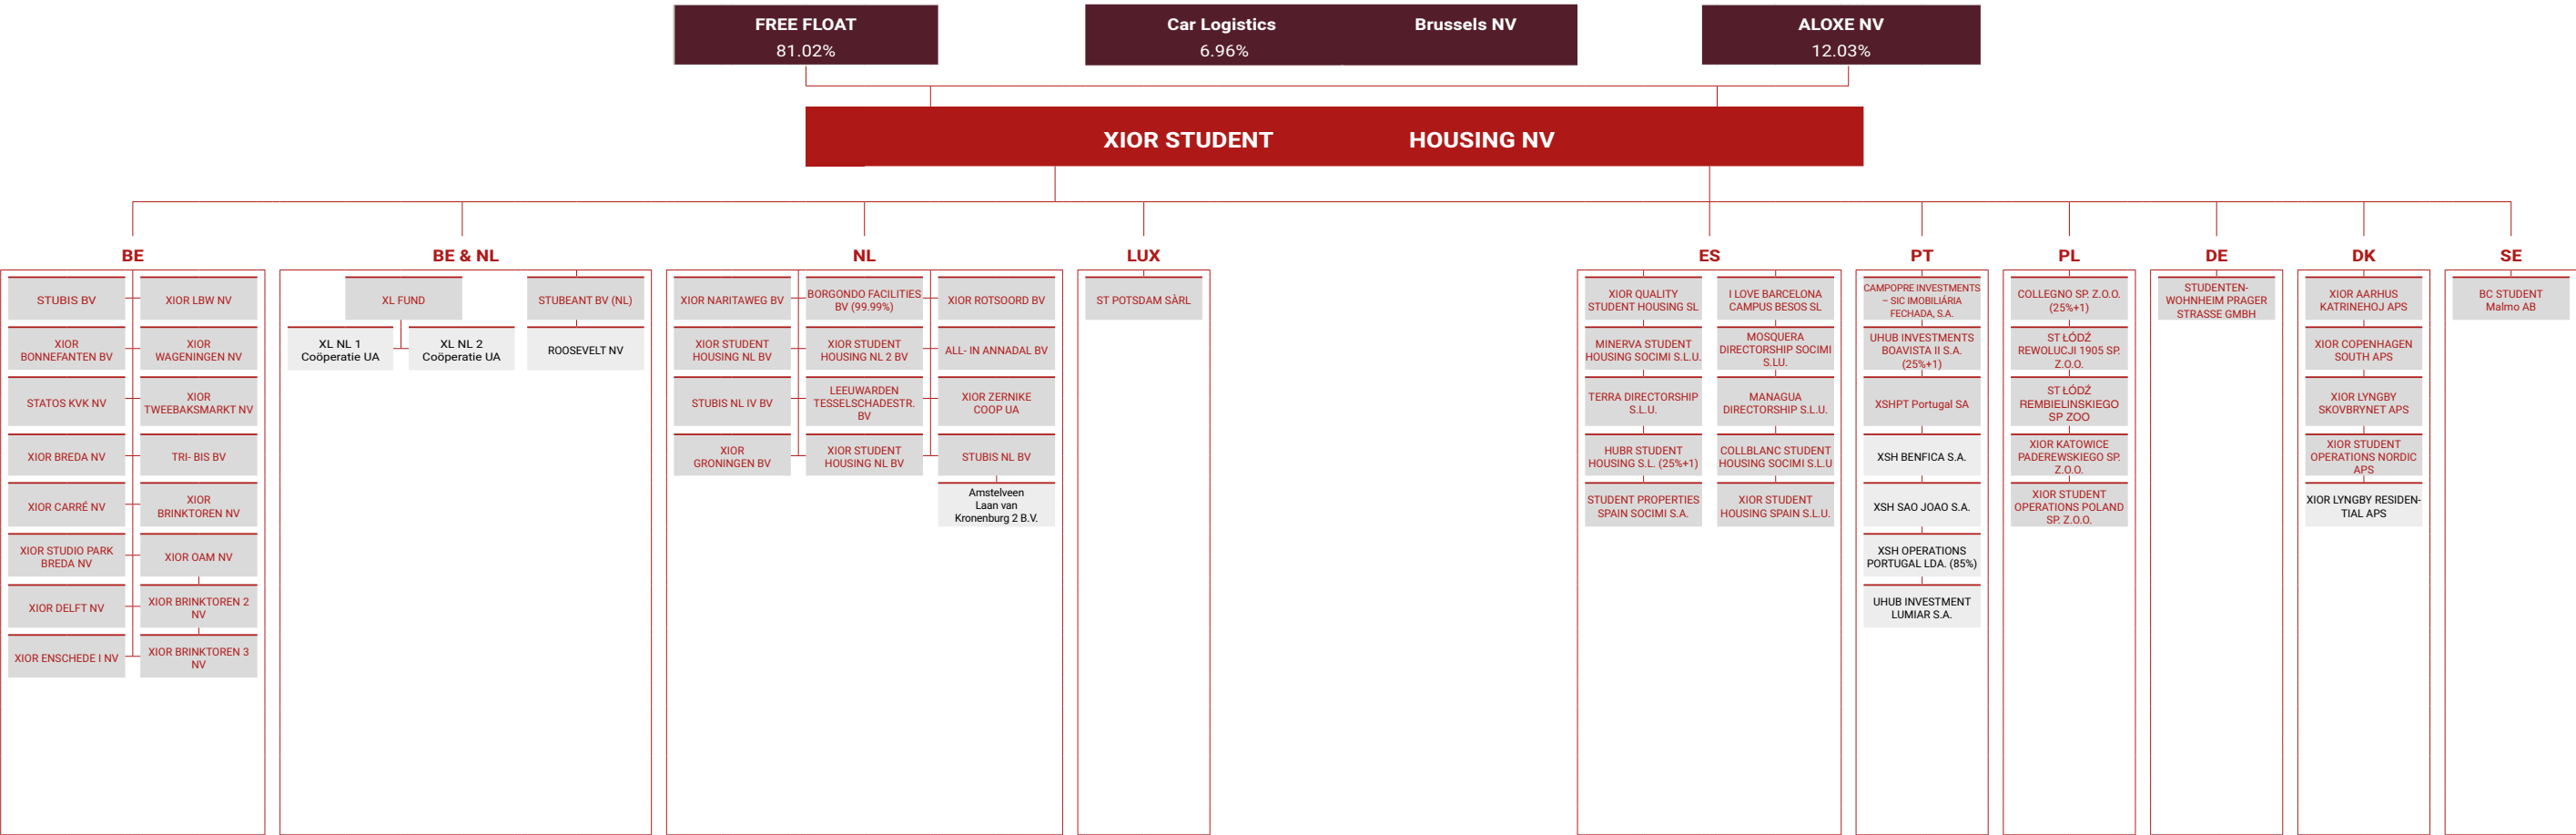 FREE FLOAT
81.02%
Car Logistics Brussels NV
6.96%
ALOXE NV
12.03%
XIOR STUDENT HOUSING NV
BE
STUBIS BV
XIOR LBW NV
XIOR
BONNEFANTEN BV
XIOR
WAGENINGEN NV
STATOS KVK NV
XIOR
TWEEBAKSMARKT NV
XIOR BREDA NV
TRI- BIS BV
XIOR CARRÉ NV
XIOR
BRINKTOREN NV
XIOR STUDIO PARK
BREDA NV
XIOR OAM NV
XIOR DELFT NV
XIOR BRINKTOREN 2
NV
XIOR ENSCHEDE I NV
XIOR BRINKTOREN 3
NV
BE & NL
XL FUND
STUBEANT BV (NL)
XL NL 1
Coöperatie UA
XL NL 2
Coöperatie UA
ROOSEVELT NV
NL
XIOR NARITAWEG BV
BORGONDO FACILITIES
BV (99.99%)
XIOR ROTSOORD BV
XIOR STUDENT
HOUSING NL BV
XIOR STUDENT
HOUSING NL 2 BV
ALL- IN ANNADAL BV
STUBIS NL IV BV
LEEUWARDEN
TESSELSCHADESTR.
BV
XIOR ZERNIKE
COOP UA
XIOR
GRONINGEN BV
XIOR STUDENT
HOUSING NL BV
STUBIS NL BV
Amstelveen
Laan van
Kronenburg 2 B.V.
LUX
ST POTSDAM SÀRL
ES
XIOR QUALITY
STUDENT HOUSING SL
I LOVE BARCELONA
CAMPUS BESOS SL
MINERVA STUDENT
HOUSING SOCIMI S.L.U.
MOSQUERA
DIRECTORSHIP SOCIMI
S.LU.
TERRA DIRECTORSHIP
S.L.U.
MANAGUA
DIRECTORSHIP S.L.U.
HUBR STUDENT
HOUSING S.L. (25%+1)
COLLBLANC STUDENT
HOUSING SOCIMI S.L.U
STUDENT PROPERTIES
SPAIN SOCIMI S.A.
XIOR STUDENT
HOUSING SPAIN S.L.U.
PT
CAMPOPRE INVESTMENTS
– SIC IMOBILIÁRIA
FECHADA, S.A.
UHUB INVESTMENTS
BOAVISTA II S.A.
(25%+1)
XSHPT Portugal SA
XSH BENFICA S.A.
XSH SAO JOAO S.A.
XSH OPERATIONS
PORTUGAL LDA. (85%)
UHUB INVESTMENT
LUMIAR S.A.
PL
COLLEGNO SP. Z.O.O.
(25%+1)
ST ŁÓDŹ
REWOLUCJI 1905 SP.
Z.O.O.
ST ŁÓDŹ
REMBIELINSKIEGO
SP ZOO
XIOR KATOWICE
PADEREWSKIEGO SP.
Z.O.O.
XIOR STUDENT
OPERATIONS POLAND
SP. Z.O.O.
DE
STUDENTEN-
WOHNHEIM PRAGER
STRASSE GMBH
DK
XIOR AARHUS
KATRINEHOJ APS
XIOR COPENHAGEN
SOUTH APS
XIOR LYNGBY
SKOVBRYNET APS
XIOR STUDENT
OPERATIONS NORDIC
APS
XIOR LYNGBY RESIDEN-
TIAL APS
SE
BC STUDENT
Malmo AB